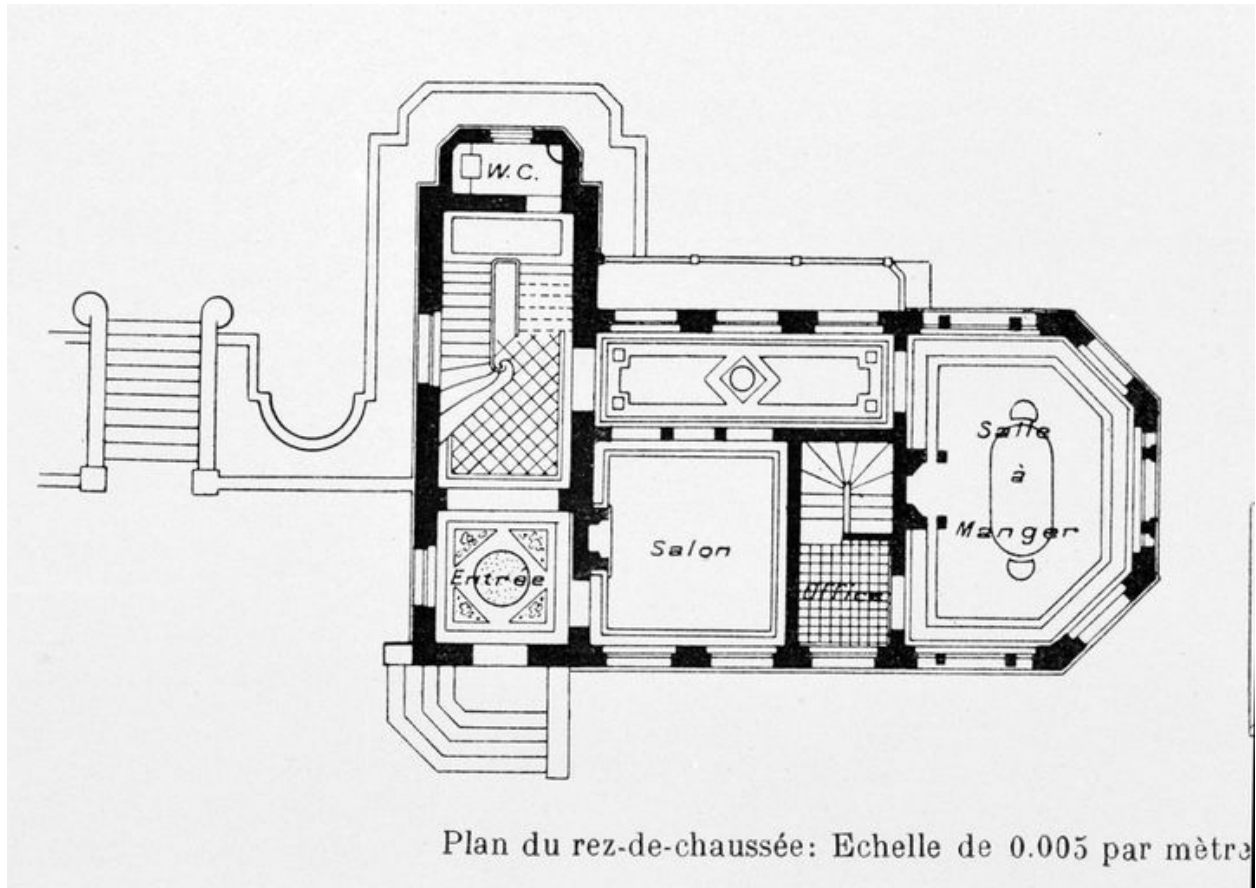 W.C.
Salle
à
Manger
Salon
Entrée
Office
Plan du rez-de-chaussée: Echelle de 0.005 par mètre